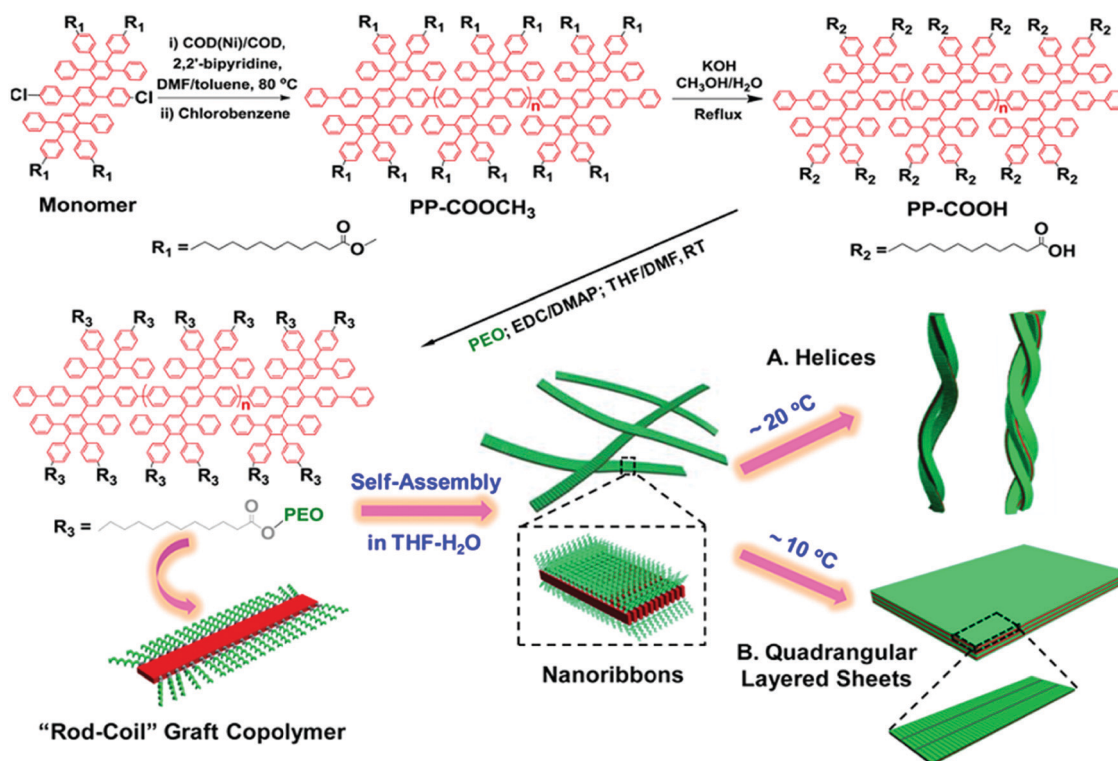 R1 R1
i) COD(Ni)/COD,
2,2'-bipyridine,
DMF/toluene, 80 ºC
ii) Chlorobenzene
Cl
Cl
R1 R1
Monomer
R1 R1 R1 R1 R1 R1
n
R1 R1 R1 R1 R1 R1
PP-COOCH3
KOH
CH3OH/H2O
Reflux
R2 R2 R2 R2 R2 R2
n
R2 R2 R2 R2 R2 R2
PP-COOH
R1 = O
O
R2 = O
OH
PEO; EDC/DMAP; THF/DMF, RT
R3 R3 R3 R3 R3 R3
n
R3 R3 R3 R3 R3 R3
R3 = O
O PEO
"Rod-Coil" Graft Copolymer
Self-Assembly
in THF-H2O
Nanoribbons
~ 20 ºC
A. Helices
~ 10 ºC
B. Quadrangular
Layered Sheets